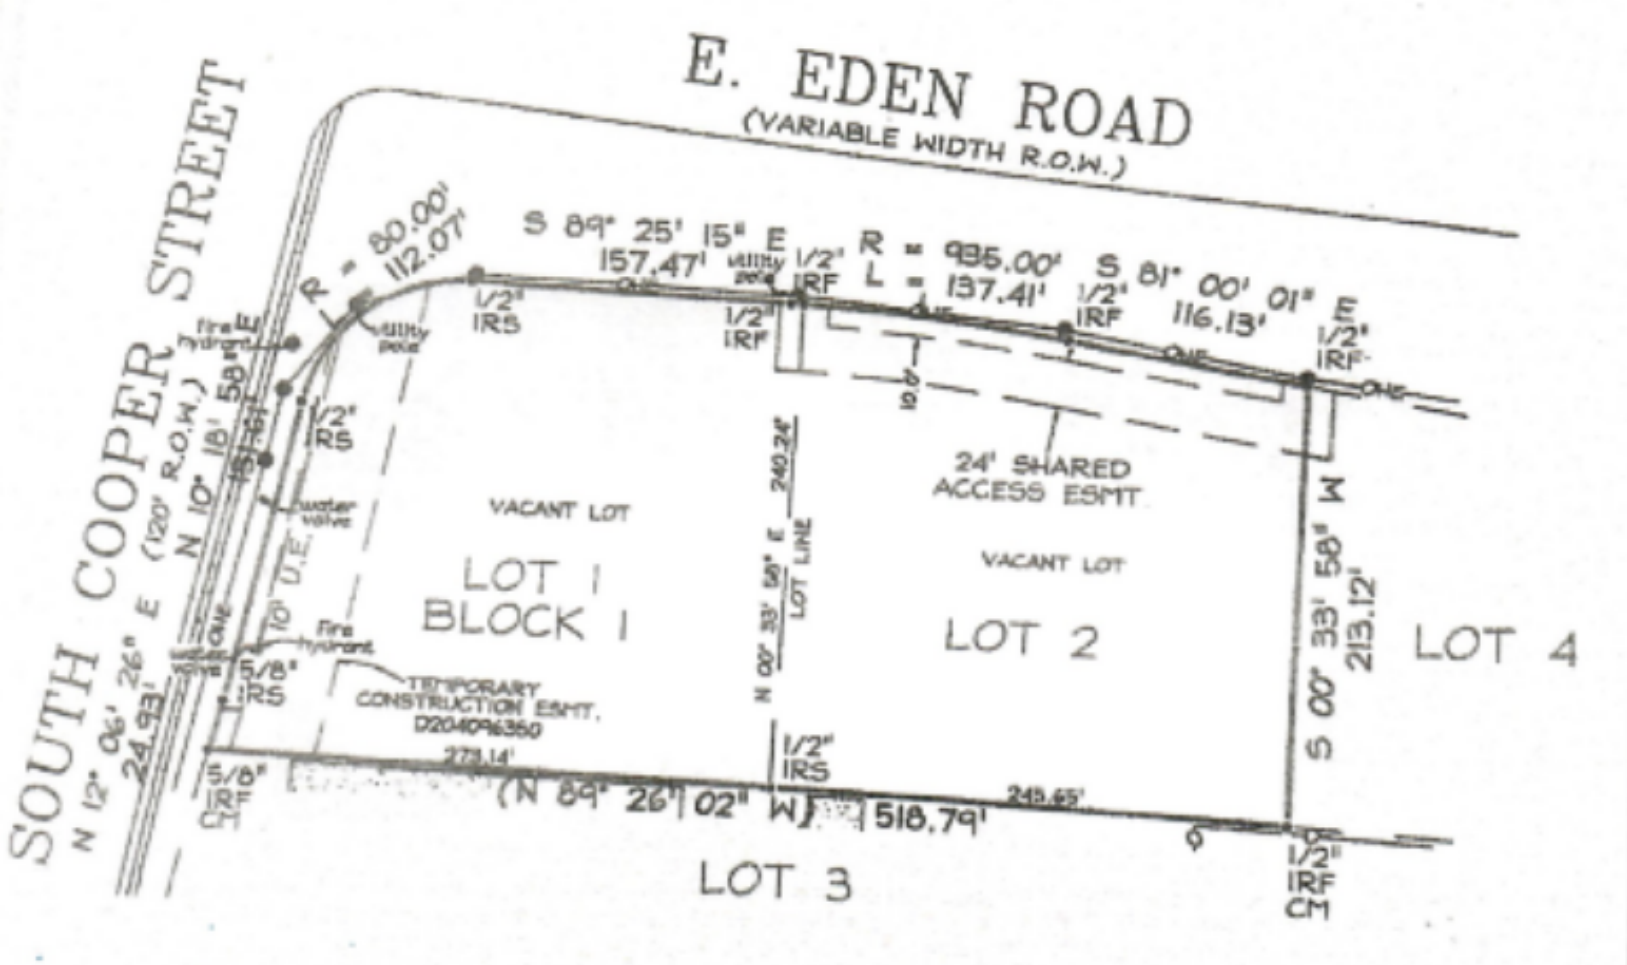 E. EDEN ROAD
(VARIABLE WIDTH R.O.W.)
SOUTH COOPER STREET
(120' R.O.W.)
N 12° 06' 26" E
24.93'
N 10° 18' 58" E
R = 80.00'
112.07'
S 89° 25' 15" E
157.47'
utility
pole
1/2"
IRF
R = 935.00'
L = 137.41'
S 81° 00' 01" E
116.13'
1/2"
IRF
1/2"
IRF
fire
hydrant
utility
pole
1/2"
IRS
1/2"
IRF
OHE
1/2"
IRS
10.0'
24' SHARED
ACCESS ESMT.
water
valve
10' U.E.
OHE
VACANT LOT
LOT 1
BLOCK 1
N 00° 33' 58" E 240.24'
LOT LINE
VACANT LOT
LOT 2
S 00° 33' 58" W
213.12'
LOT 4
fire
hydrant
5/8"
IRS
TEMPORARY
CONSTRUCTION ESMT.
D204096350
273.14'
1/2"
IRS
245.65'
5/8"
IRF
CM
(N 89° 26' 02" W) 518.79'
LOT 3
1/2"
IRF
CM